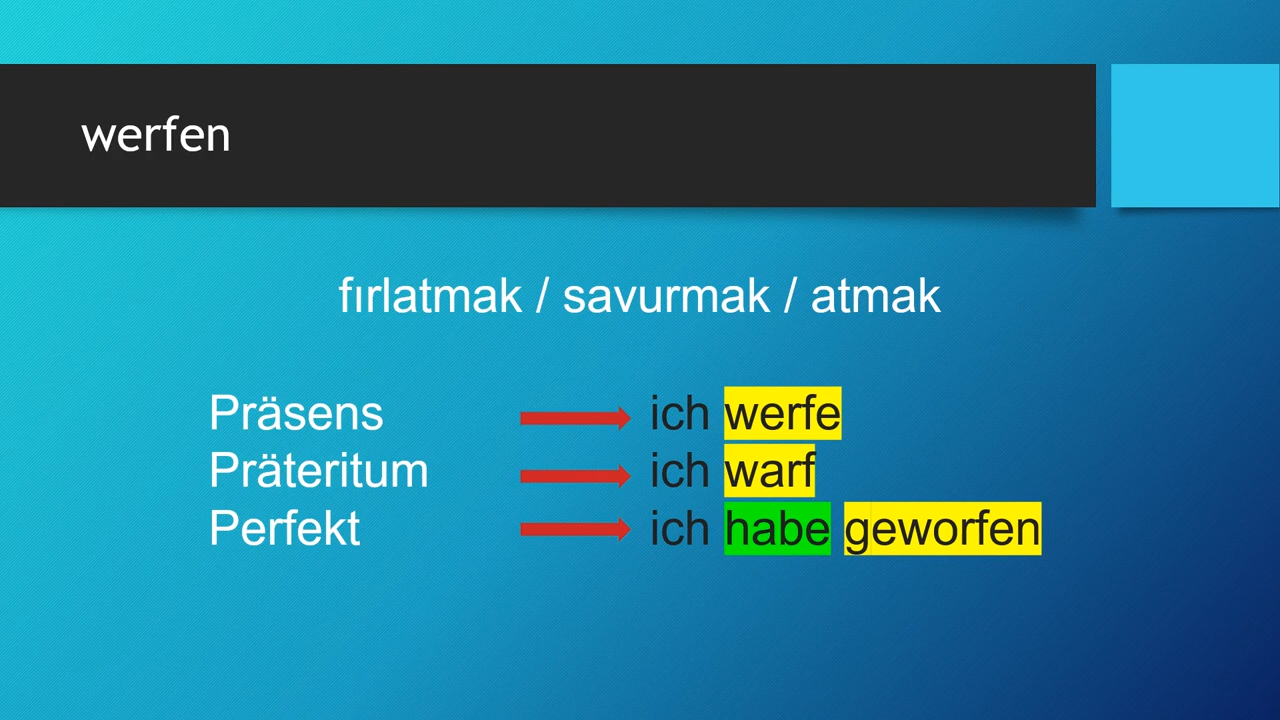 werfen
fırlatmak / savurmak / atmak
Präsens ich werfe
Präteritum ich warf
Perfekt ich habe geworfen